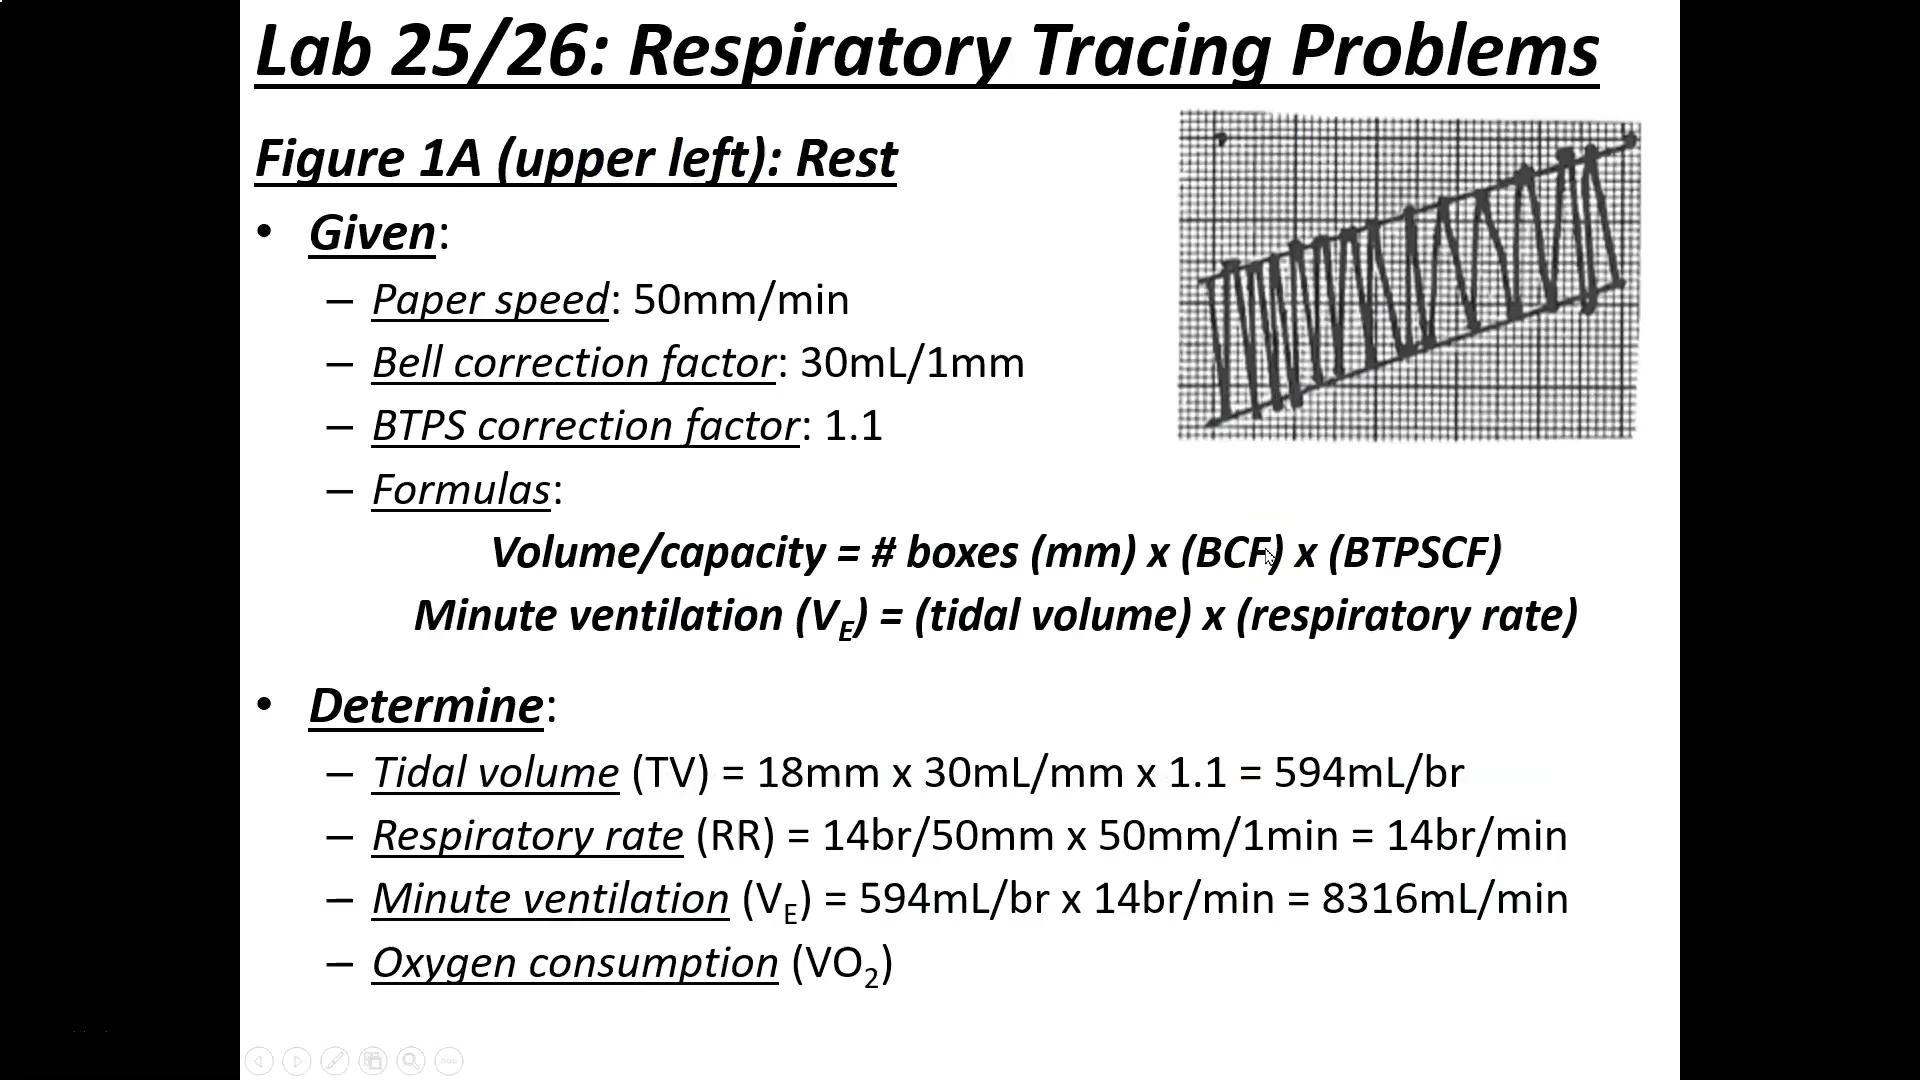 Lab 25/26: Respiratory Tracing Problems
Figure 1A (upper left): Rest
• Given:
– Paper speed: 50mm/min
– Bell correction factor: 30mL/1mm
– BTPS correction factor: 1.1
– Formulas:
Volume/capacity = # boxes (mm) x (BCF) x (BTPSCF)
Minute ventilation (VE) = (tidal volume) x (respiratory rate)
• Determine:
– Tidal volume (TV) = 18mm x 30mL/mm x 1.1 = 594mL/br
– Respiratory rate (RR) = 14br/50mm x 50mm/1min = 14br/min
– Minute ventilation (VE) = 594mL/br x 14br/min = 8316mL/min
– Oxygen consumption (VO2)